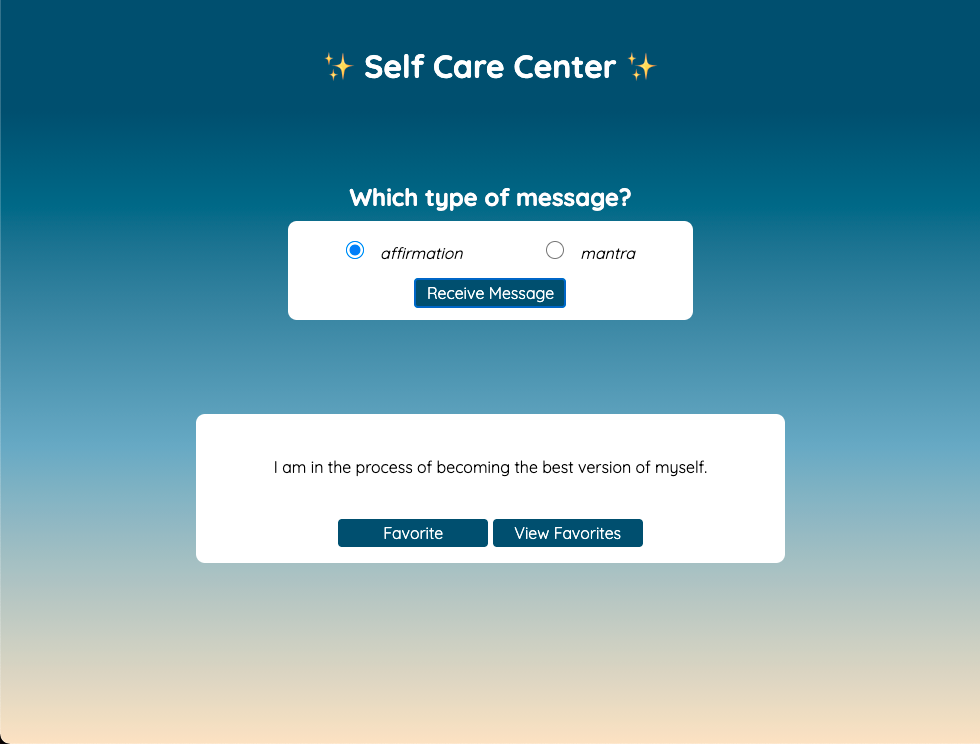 ✨ Self Care Center ✨
Which type of message?
affirmation mantra
Receive Message
I am in the process of becoming the best version of myself.
Favorite View Favorites